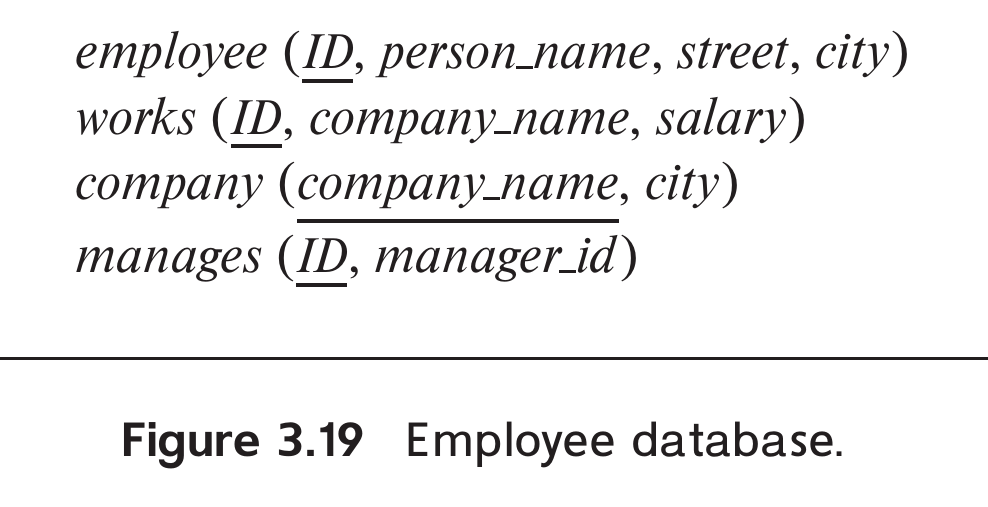 employee (ID, person_name, street, city)
works (ID, company_name, salary)
company (company_name, city)
manages (ID, manager_id)
Figure 3.19 Employee database.